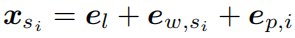 𝒙_{s_i} = 𝒆_l + 𝒆_{w,s_i} + 𝒆_{p,i}